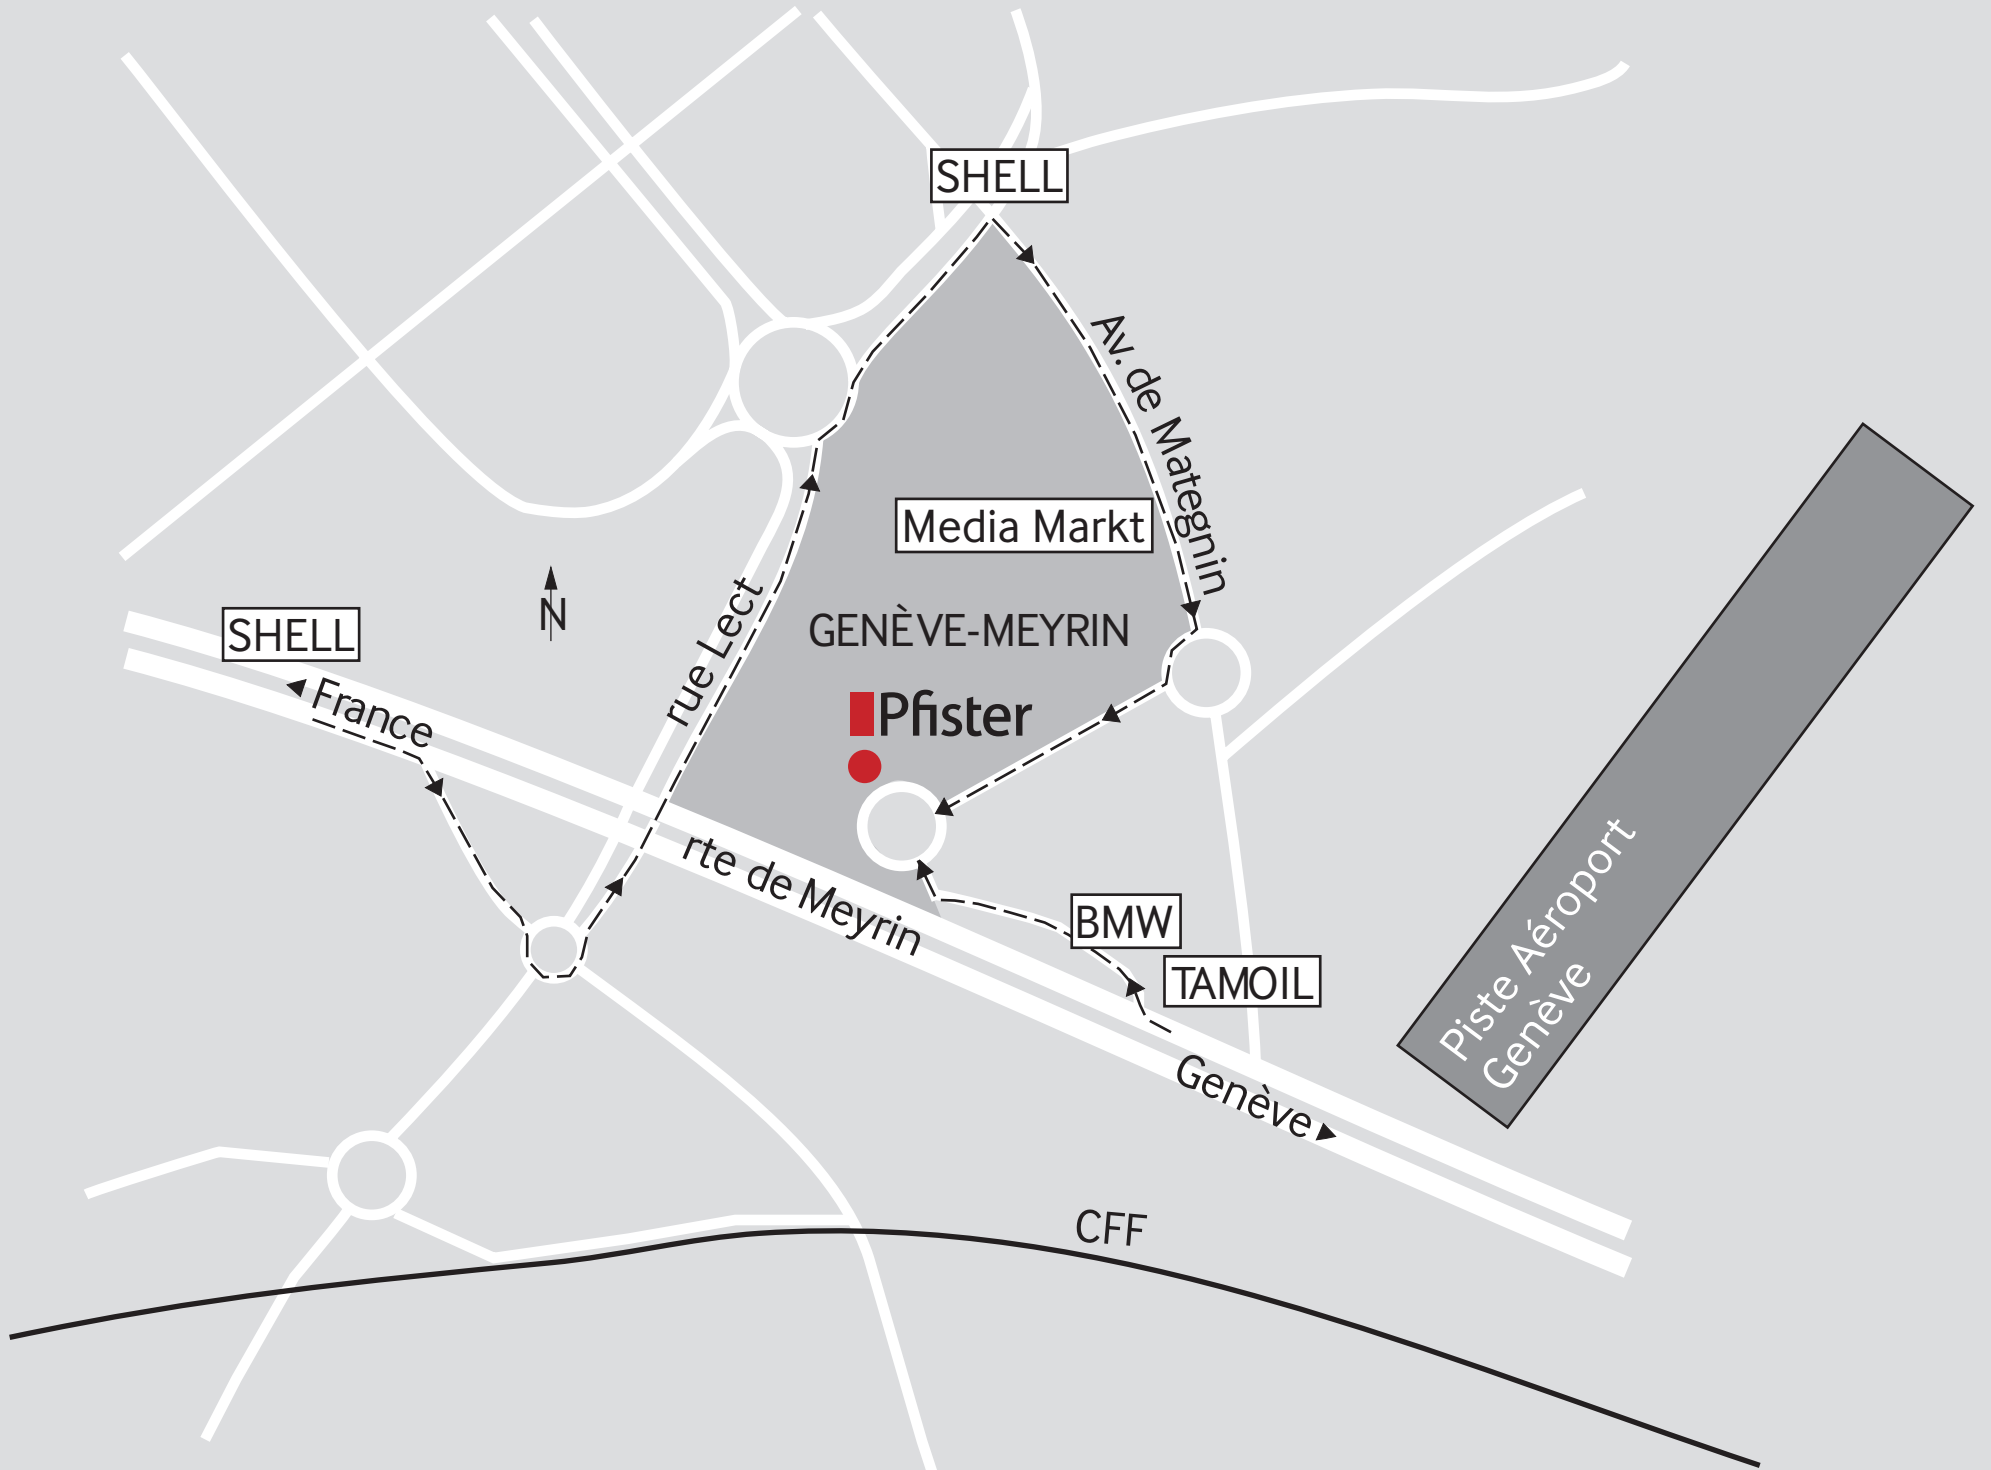 SHELL
Av. de Mategnin
Media Markt
N
rue Lect
SHELL
GENÈVE-MEYRIN
France
Pfister
rte de Meyrin
BMW
TAMOIL
Piste Aéroport
Genève
Genève
CFF